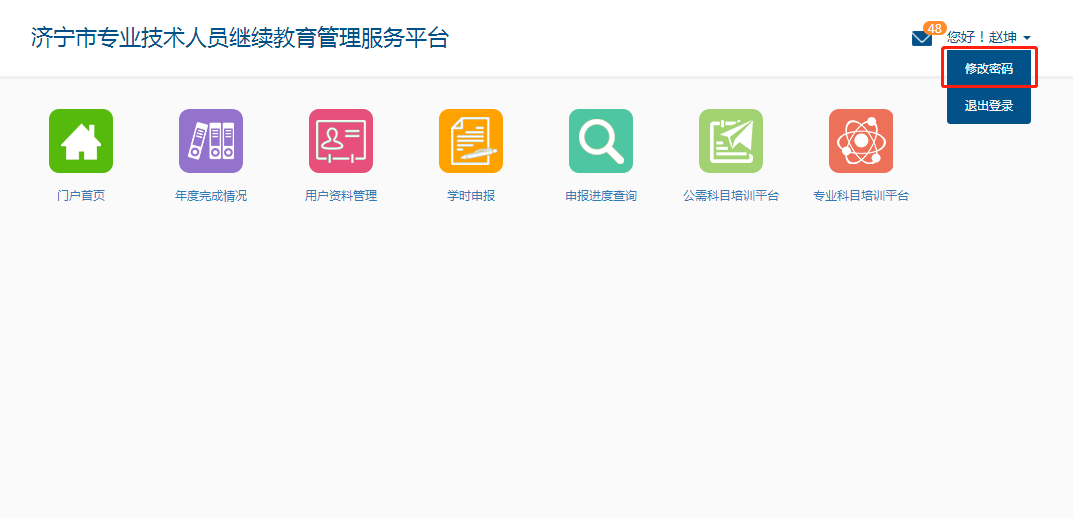 济宁市专业技术人员继续教育管理服务平台
48
您好！赵坤
修改密码
退出登录
门户首页
年度完成情况
用户资料管理
学时申报
申报进度查询
公需科目培训平台
专业科目培训平台